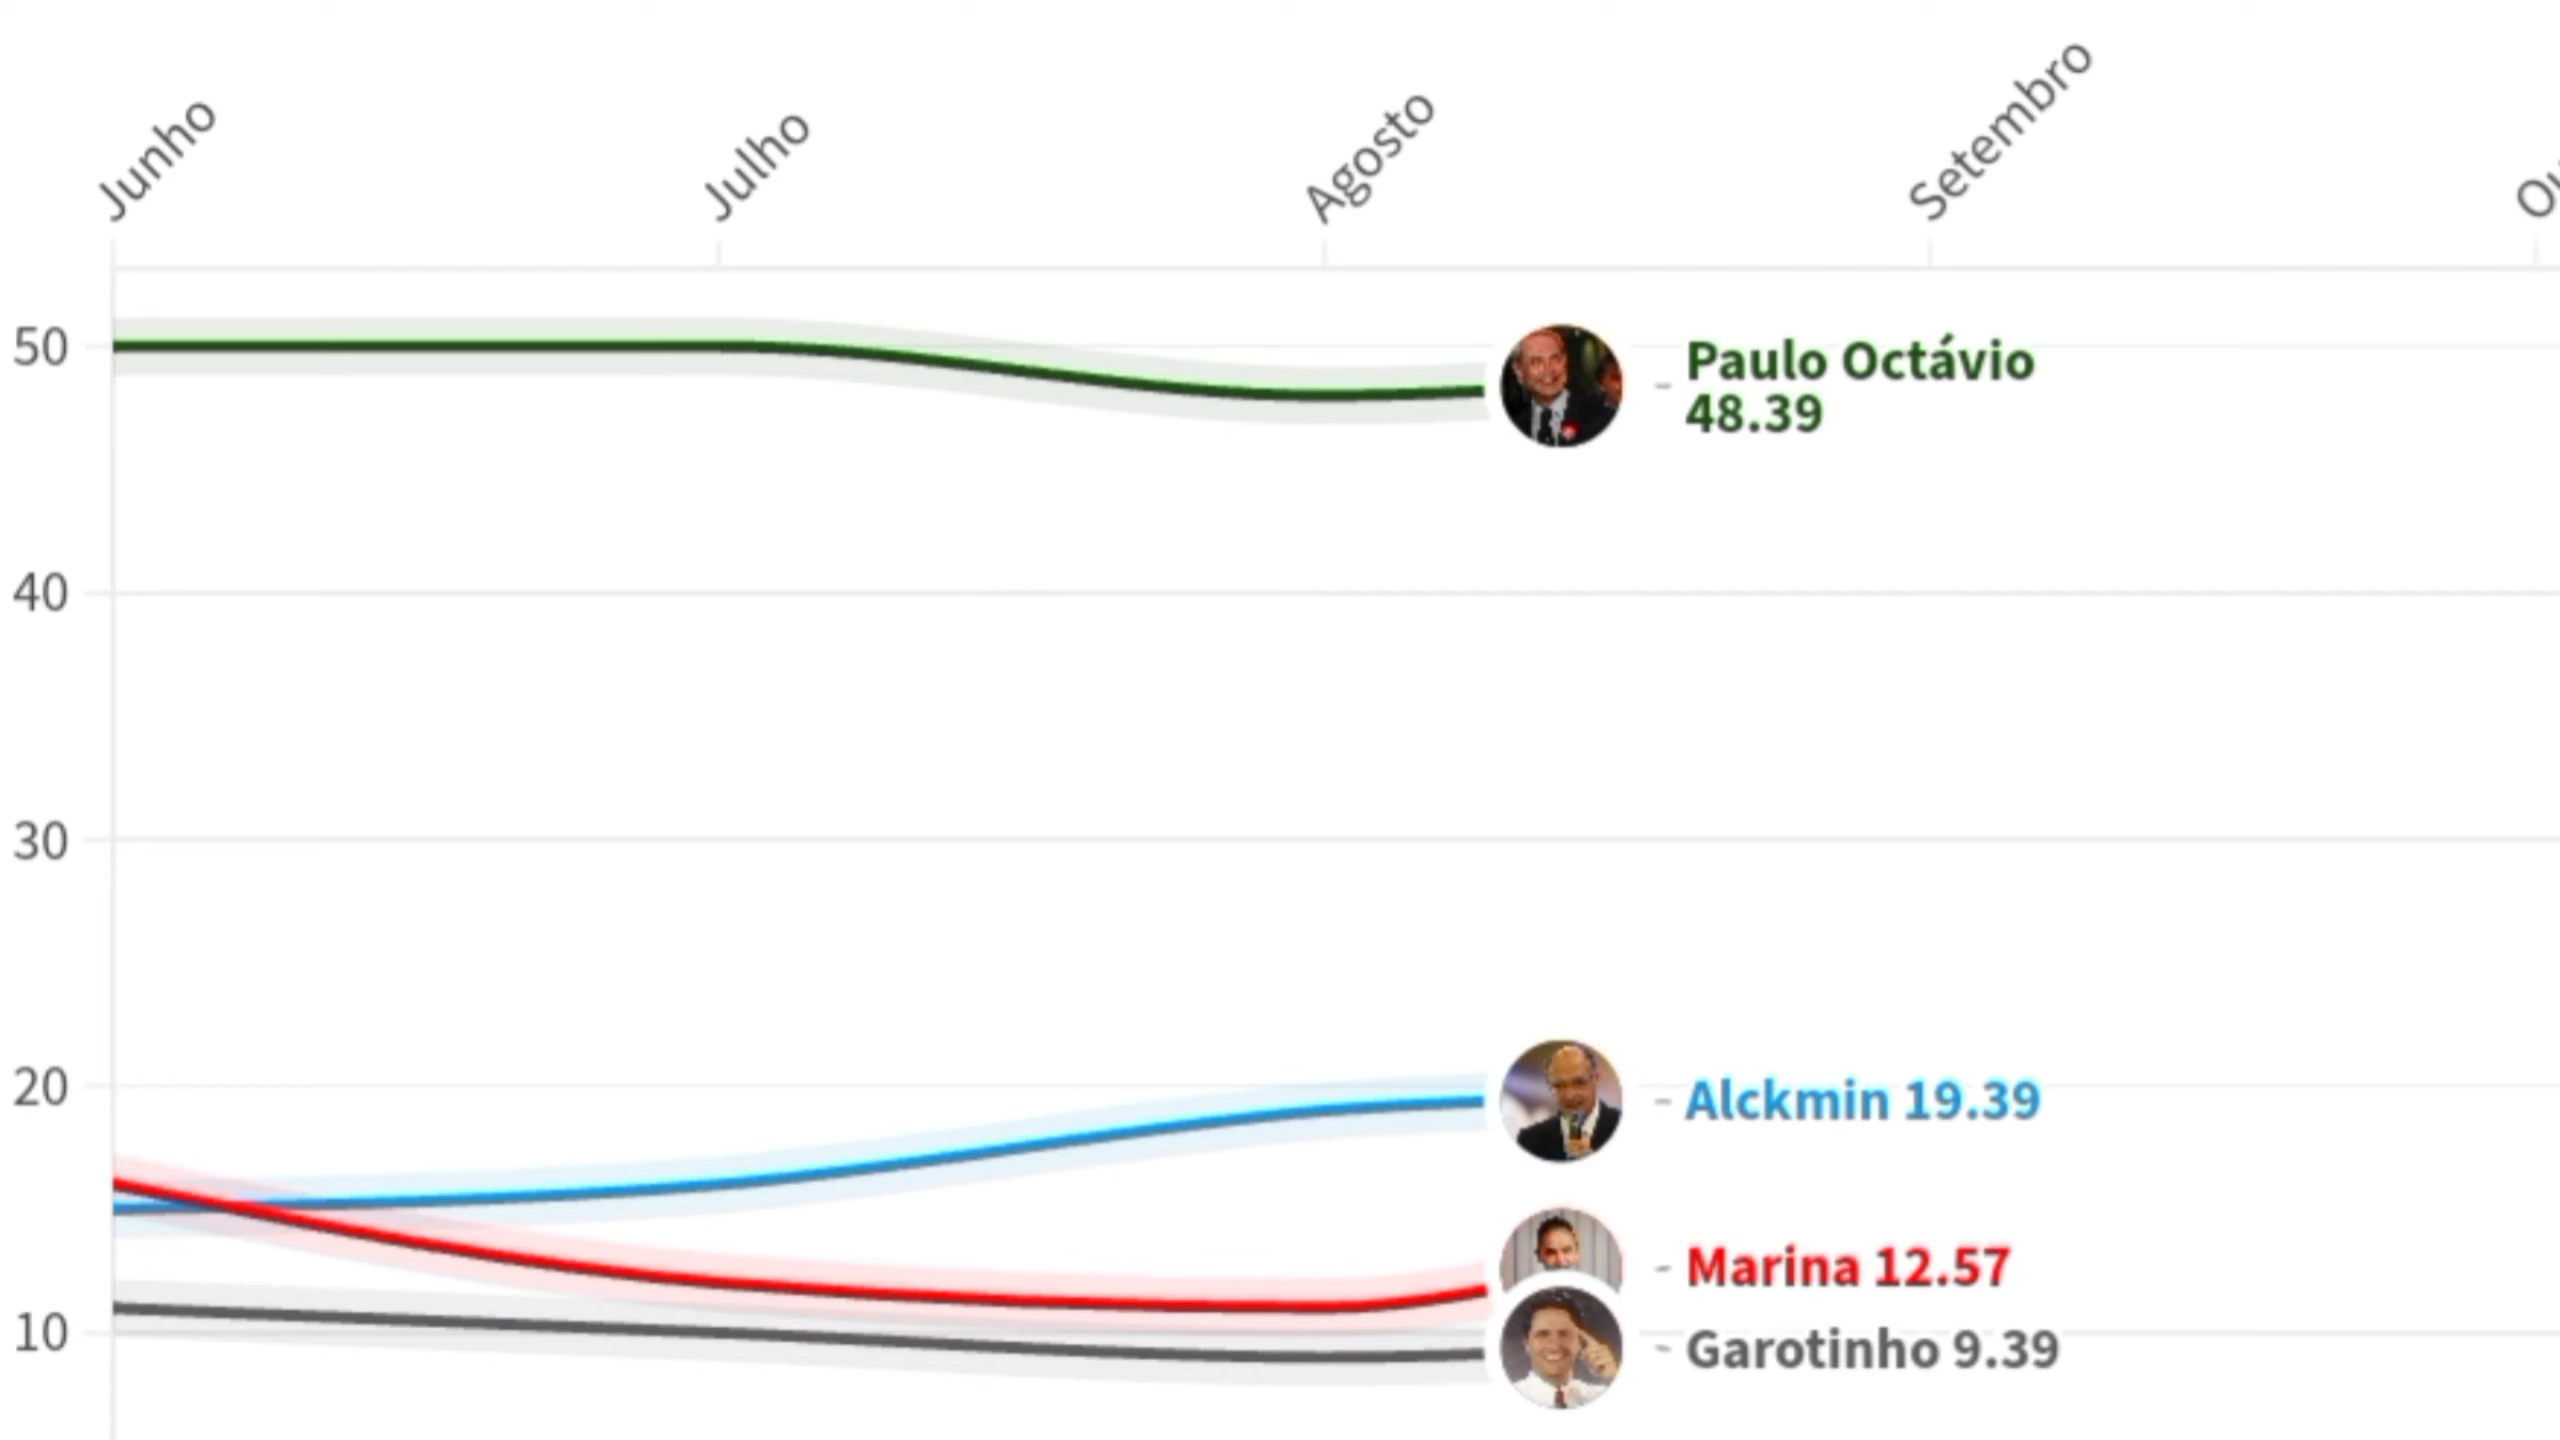 Junho
Julho
Agosto
Setembro
50
Paulo Octávio
48.39
40
30
20
Alckmin 19.39
Marina 12.57
10
Garotinho 9.39